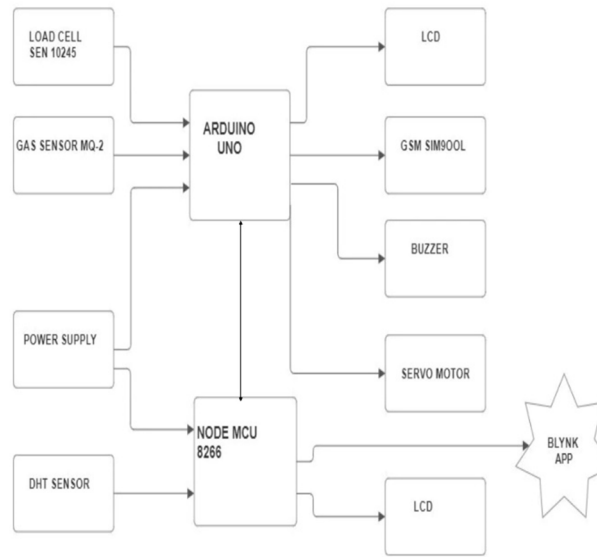 LOAD CELL
SEN 10245
LCD
ARDUINO
UNO
GAS SENSOR MQ-2
GSM SIM900L
BUZZER
POWER SUPPLY
SERVO MOTOR
NODE MCU
8266
BLYNK
APP
DHT SENSOR
LCD